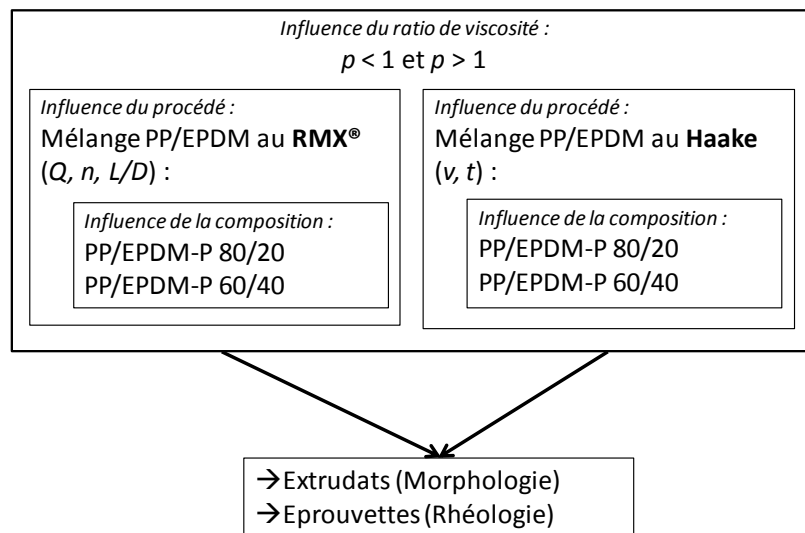 Influence du ratio de viscosité :
p < 1 et p > 1
Influence du procédé :
Mélange PP/EPDM au RMX®
(Q, n, L/D) :
Influence de la composition :
PP/EPDM-P 80/20
PP/EPDM-P 60/40
Influence du procédé :
Mélange PP/EPDM au Haake
(v, t) :
Influence de la composition :
PP/EPDM-P 80/20
PP/EPDM-P 60/40
→Extrudats (Morphologie)
→Eprouvettes (Rhéologie)